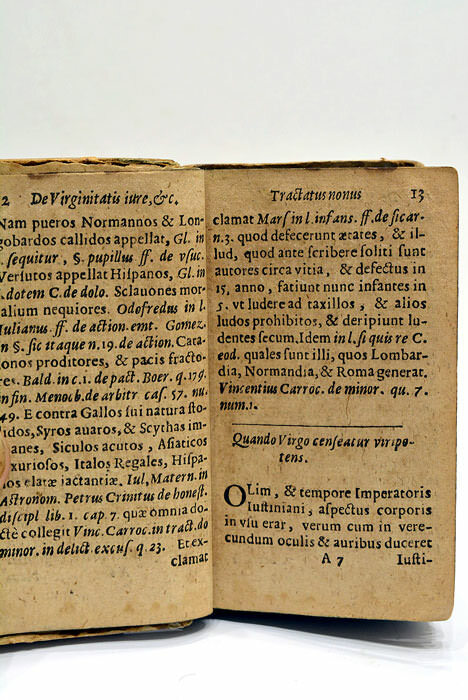 2 De Virginitatis iure, &c.
Nam pueros Normannos & Lon-
gobardos callidos appellat, Gl. in
. sequitur, §. pupillus ff. de vsuc.
Versutos appellat Hispanos, Gl. in
.dotem C. de dolo. Sclauones mor-
alium nequiores. Odofredus in l.
Iulianus ff. de action. emt. Gomez.
in §. sic itaque n. 19. de action. Cata-
onos proditores, & pacis fracto-
res. Bald. in c. 1. de pact. Boer. q. 179.
in fin. Menoch. de arbitr cas. 57. nu.
49. E contra Gallos sui natura sto-
idos, Syros auaros, & Scythas im-
anes, Siculos acutos, Asiaticos
uxuriosos, Italos Regales, Hispa-
nos elatæ iactantiæ. Iul. Matern. in
Astronom. Petrus Crinitus de honest.
discipl lib. 1. cap. 7. quæ omnia do-
ctè collegit Vinc. Carroc. in tract. do
minor. in delict. excus. q. 23. Et ex-
clamat
Tractatus nonus 13
clamat Mars in l. infans. ff. de sicar.
n. 3. quod defecerunt ætates, & il-
lud, quod ante scribere soliti sunt
autores circa vitia, & defectus in
15. anno, fatiunt nunc infantes in
5. vt ludere ad taxillos, & alios
ludos prohibitos, & deripiunt lu-
dentes secum. Idem in l. si quis re C.
eod. quales sunt illi, quos Lombar-
dia, Normandia, & Roma generat.
Vincentius Carroc. de minor. qu. 7.
num. 1.
Quando Virgo censeatur viripo-
tens.
OLim, & tempore Imperatoris
Iustiniani, aspectus corporis
in vsu erar, verum cum in vere-
cundum oculis & auribus duceret
A 7 Iusti-